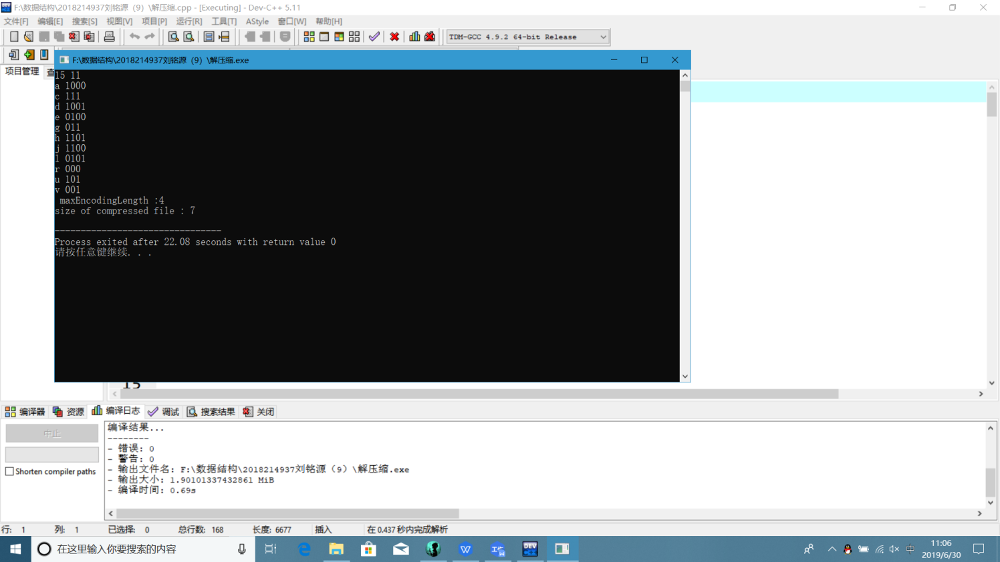 F:\数据结构\2018214937刘铭源（9）\解压缩.cpp - [Executing] - Dev-C++ 5.11
文件[F] 编辑[E] 搜索[S] 视图[V] 项目[P] 运行[R] 工具[T] AStyle 窗口[W] 帮助[H]
TDM-GCC 4.9.2 64-bit Release
F:\数据结构\2018214937刘铭源（9）\解压缩.exe
项目管理 查
15 11
a 1000
c 111
d 1001
e 0100
g 011
h 1101
j 1100
l 0101
r 000
u 101
v 001
maxEncodingLength :4
size of compressed file : 7
--------------------------------
Process exited after 22.08 seconds with return value 0
请按任意键继续. . .
15
编译器 资源 编译日志 调试 搜索结果 关闭
中止
Shorten compiler paths
编译结果...
--------
- 错误: 0
- 警告: 0
- 输出文件名: F:\数据结构\2018214937刘铭源（9）\解压缩.exe
- 输出大小: 1.90101337432861 MiB
- 编译时间: 0.69s
行: 1 列: 1 已选择: 0 总行数: 168 长度: 6677 插入 在 0.437 秒内完成解析
在这里输入你要搜索的内容
DEV
中
11:06
2019/6/30